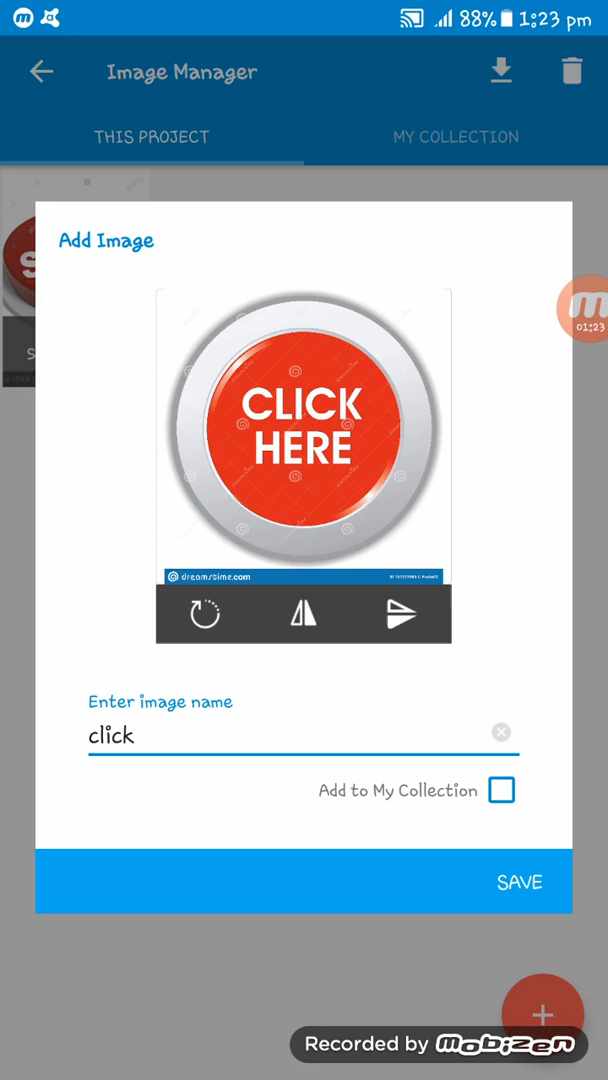 88% 1:23 pm
Image Manager
THIS PROJECT
MY COLLECTION
Add Image
01:23
CLICK
HERE
dreamstime.com
Enter image name
click
Add to My Collection
SAVE
Recorded by mobizen